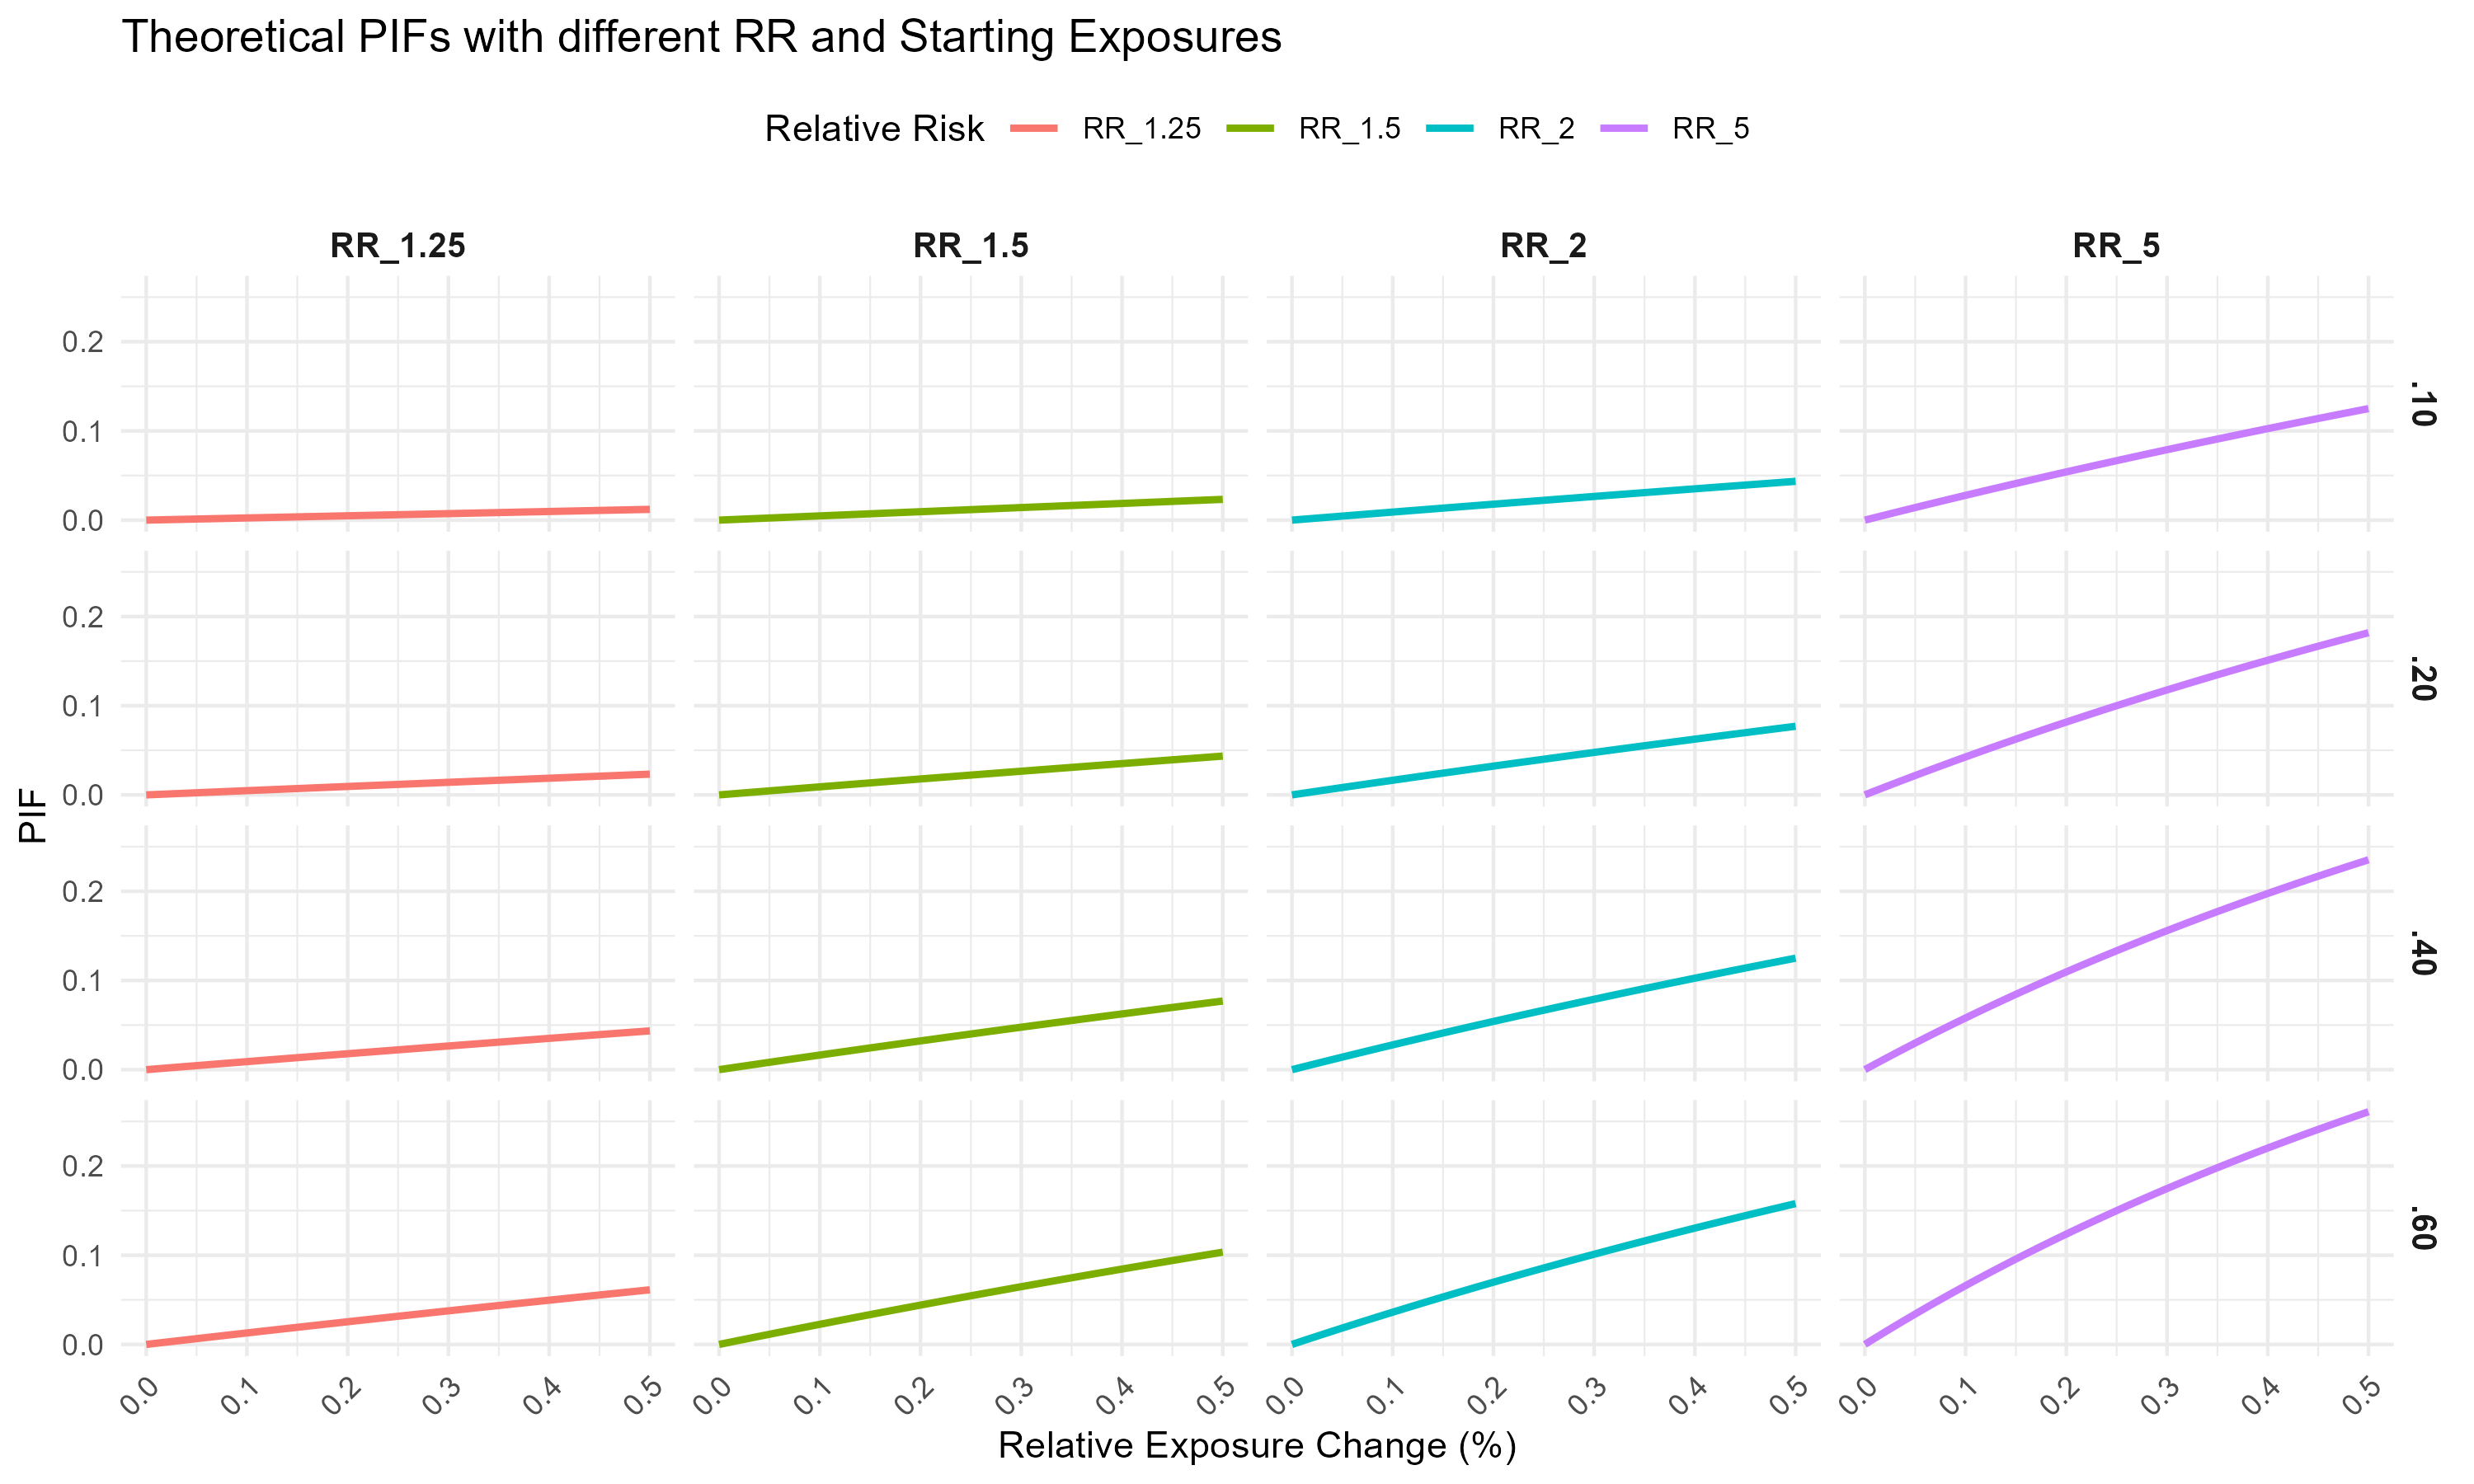 Theoretical PIFs with different RR and Starting Exposures
Relative Risk RR_1.25 RR_1.5 RR_2 RR_5
RR_1.25 RR_1.5 RR_2 RR_5
0.2
0.1
0.0
.10
0.2
0.1
0.0
.20
PIF
0.2
0.1
0.0
.40
0.2
0.1
0.0
.60
0.0 0.1 0.2 0.3 0.4 0.5 0.0 0.1 0.2 0.3 0.4 0.5 0.0 0.1 0.2 0.3 0.4 0.5 0.0 0.1 0.2 0.3 0.4 0.5
Relative Exposure Change (%)